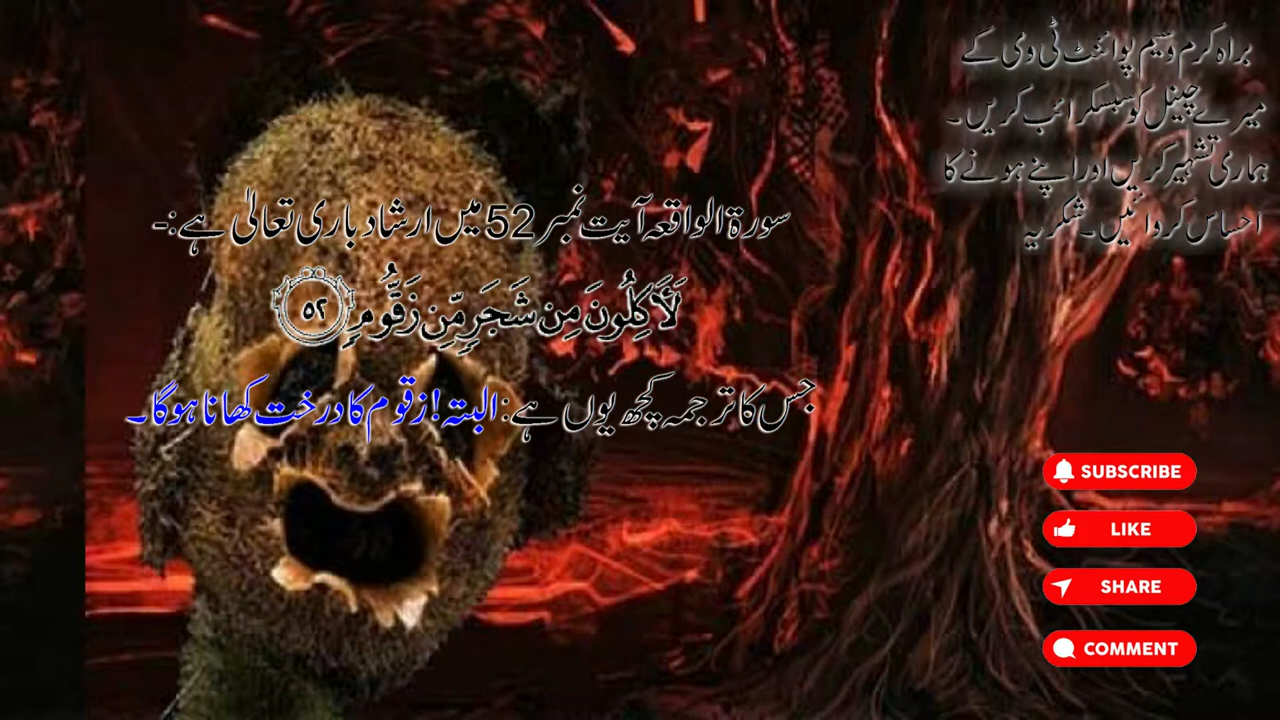 براہ کرم وسیم پوائنٹ ٹی وی کے
میرے چینل کو سبسکرائب کریں۔
ہماری تشہیر کریں اور اپنے ہونے کا
احساس کروائیں۔ شکریہ
سورۃ الواقعہ آیت نمبر 52 میں ارشاد باری تعالیٰ ہے:-
لَأَكِلُونَ مِن شَجَرٍ مِّن زَقُّومٍ ٥٢
جس کا ترجمہ کچھ یوں ہے: البتہ! زقوم کا درخت کھانا ہوگا۔
SUBSCRIBE
LIKE
SHARE
COMMENT